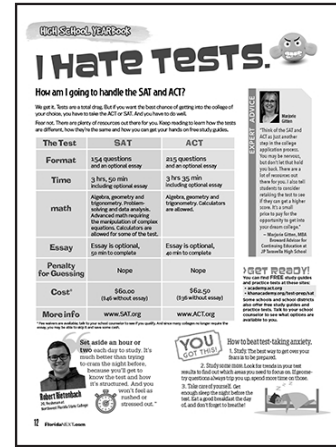 HIGH SCHOOL YEARBOOK
I HATE TESTS.
How am I going to handle the SAT and ACT?
We get it. Tests are a total drag. But if you want the best chance of getting into the college of
your choice, you have to take the ACT or SAT. And you have to do well.
Fear not. There are plenty of resources out there for you. Keep reading to learn how the tests
are different, how they're the same and how you can get your hands on free study guides.
The Test SAT ACT
Format 154 questions and an optional essay 215 questions and an optional essay
Time 3 hrs, 50 min including optional essay 3 hrs 35 min including optional essay
math Algebra, geometry and trigonometry. Problem-solving and data analysis. Advanced math requiring the manipulation of complex equations. Calculators are allowed for some of the test. Algebra, geometry and trigonometry. Calculators are allowed.
Essay Essay is optional, 50 min to complete Essay is optional, 40 min to complete
Penalty for Guessing Nope Nope
Cost* $60.00 ($46 without essay) $62.50 ($46 without essay)
More info www.SAT.org www.ACT.org
EXPERT ADVICE
Marjorie
Gitten
"Think of the SAT
and ACT as just
another step
in the college
application
process.
You may be
nervous,
but don't let that hold
you back. There are a
lot of resources out
there for you. I also tell
students to consider
retaking the test to see
if they can get a higher
score. It's a small
price to pay for the
opportunity to get into
your dream college."
GET READY!
You can find FREE study guides
and practice tests at these sites:
• academy.act.org
• khanacademy.org/test-prep/sat
Some schools and school districts
also offer free study guides and
practice tests. Talk to your school
counselor to see what options are
available to you.
Set aside an hour or
two each day to study. It's
much better than trying
to cram the night before,
because you'll get to
know the test and how
it's structured. And you
won't feel as
rushed or
stressed out."
Robert Rietenbach
YOU
GOT THIS!
How to beat test-taking anxiety.
1. Study. The best way to get over your
fears is to be prepared.
2. Study some more. Look for trends in your test
results to find out which areas you need to focus on. If geome-
try questions always trip you up, spend more time on those.
3. Take care of yourself. Get
enough sleep the night before the
test. Eat a good breakfast the day
of, and don't forget to breathe!
12